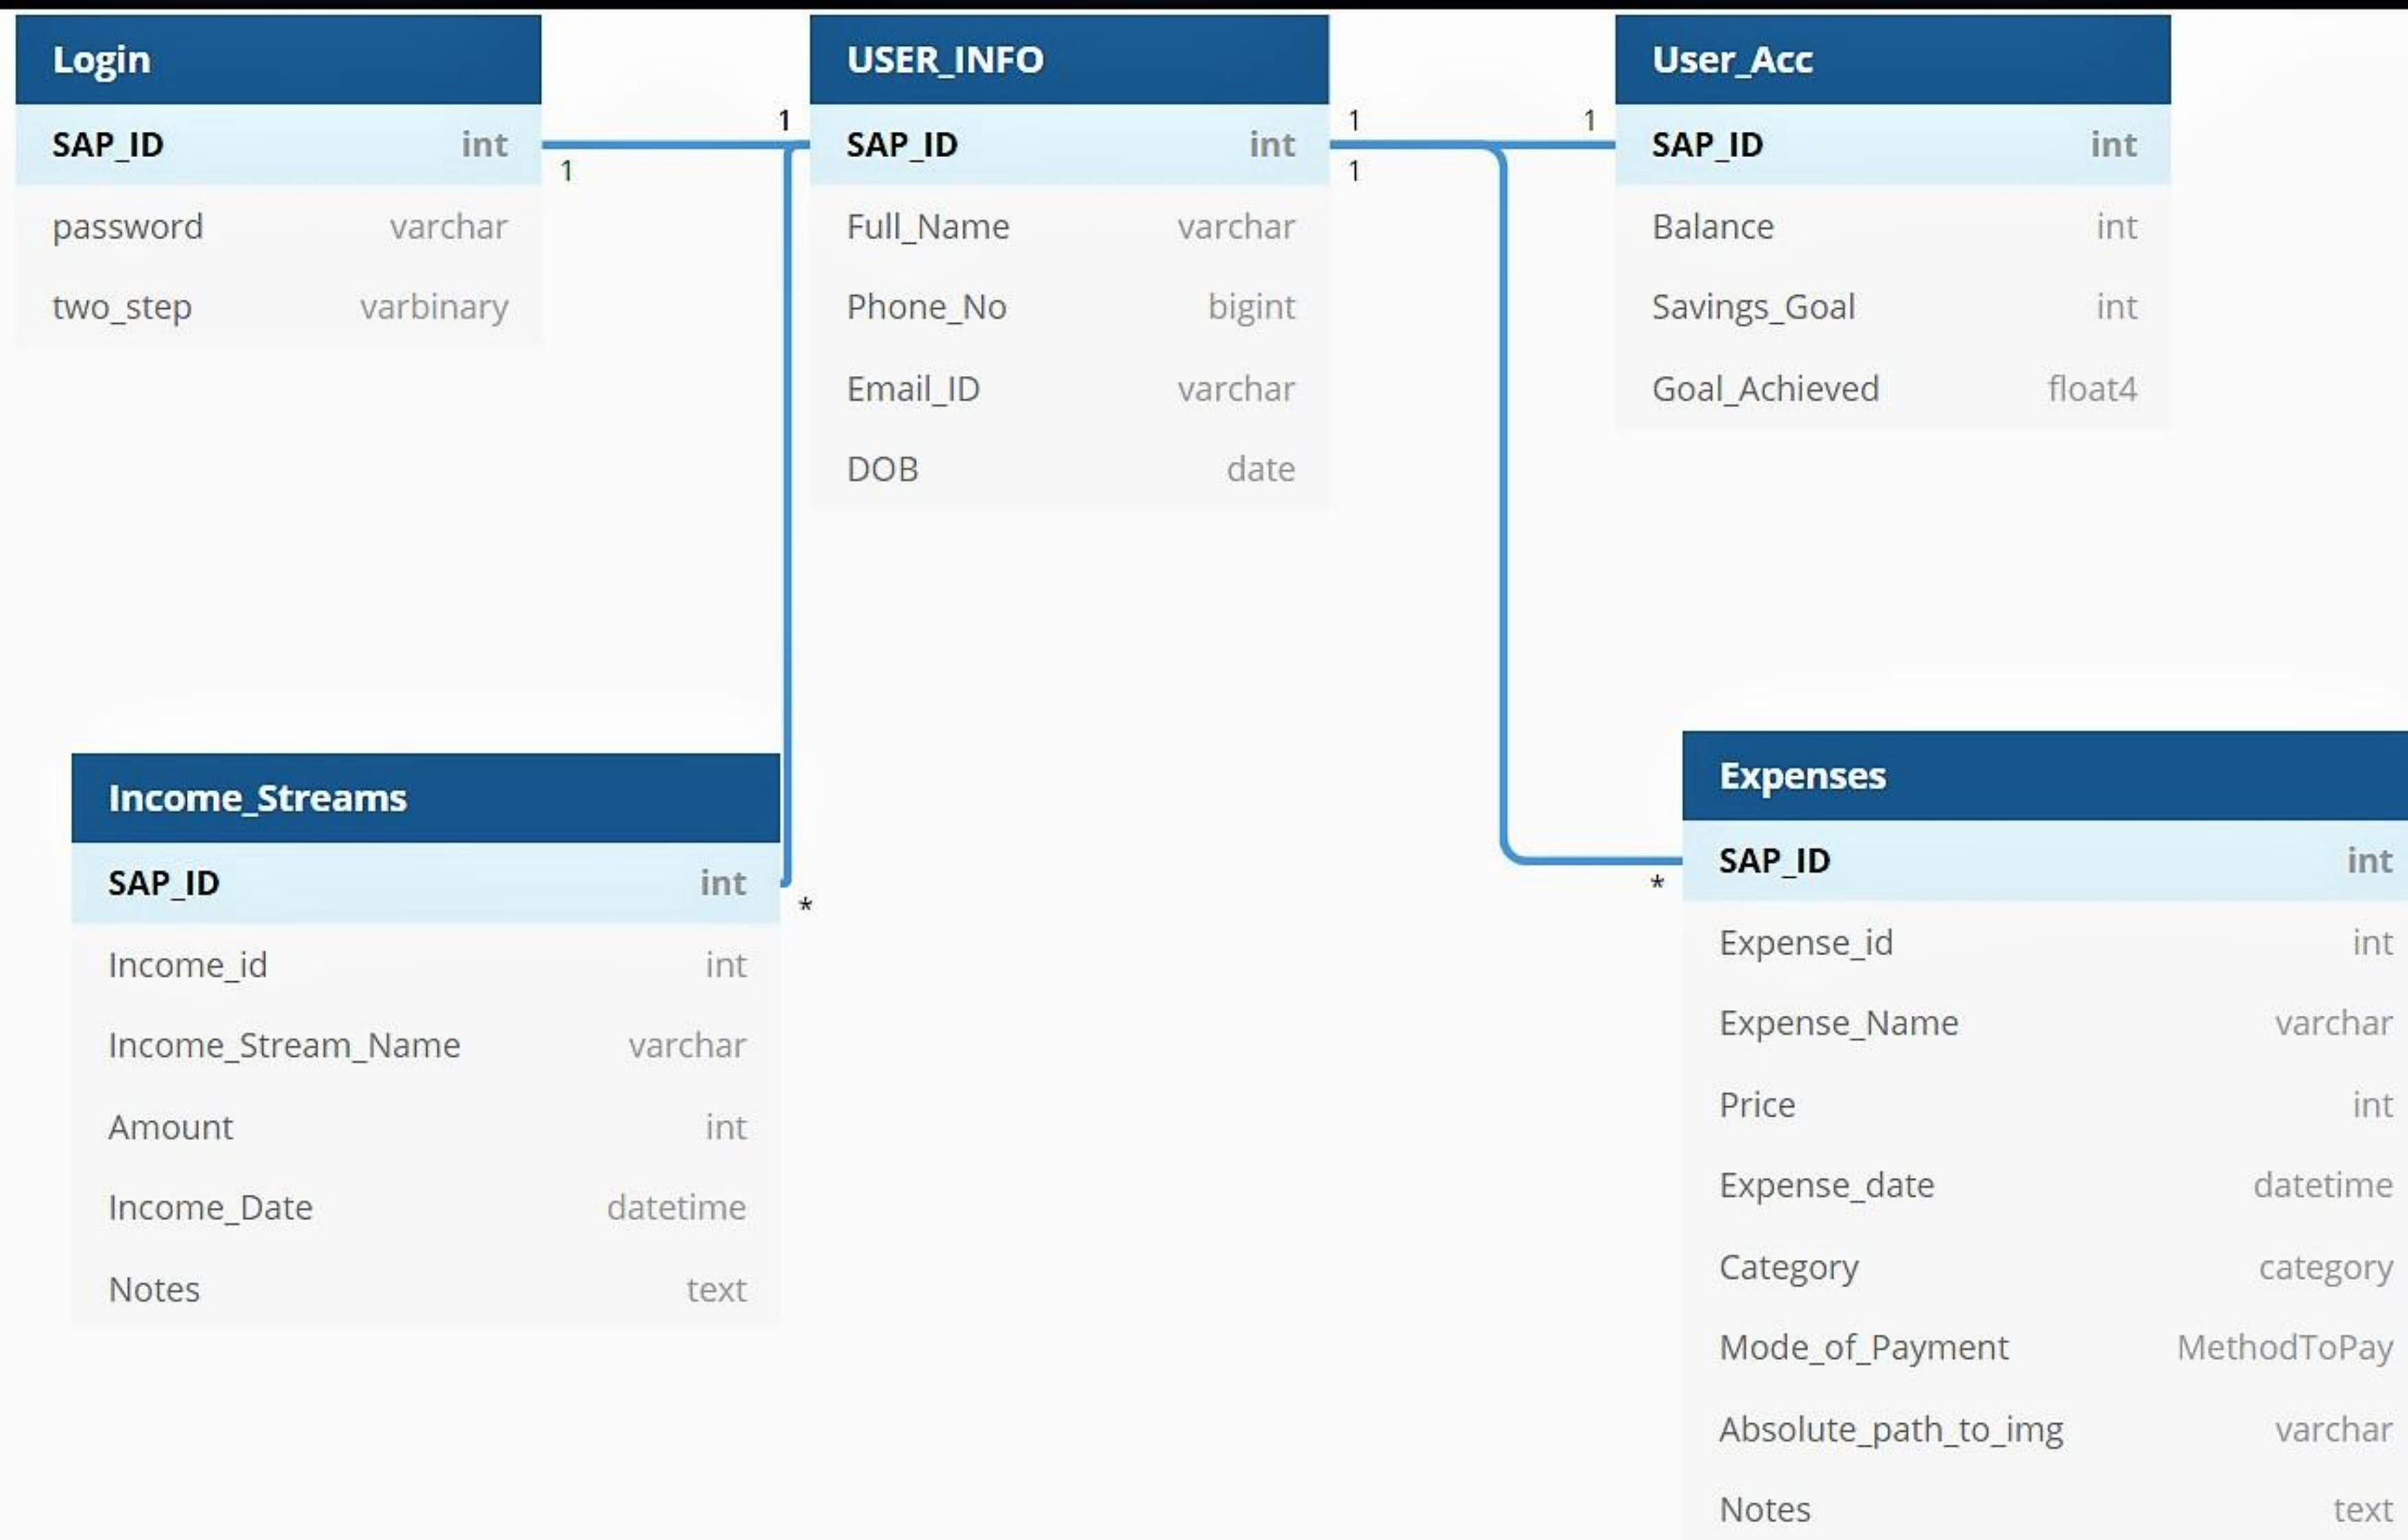 Login
SAP_ID int
password varchar
two_step varbinary
1
1
USER_INFO
SAP_ID int
Full_Name varchar
Phone_No bigint
Email_ID varchar
DOB date
1
1
1
User_Acc
SAP_ID int
Balance int
Savings_Goal int
Goal_Achieved float4
Income_Streams
SAP_ID int
Income_id int
Income_Stream_Name varchar
Amount int
Income_Date datetime
Notes text
*
*
Expenses
SAP_ID int
Expense_id int
Expense_Name varchar
Price int
Expense_date datetime
Category category
Mode_of_Payment MethodToPay
Absolute_path_to_img varchar
Notes text